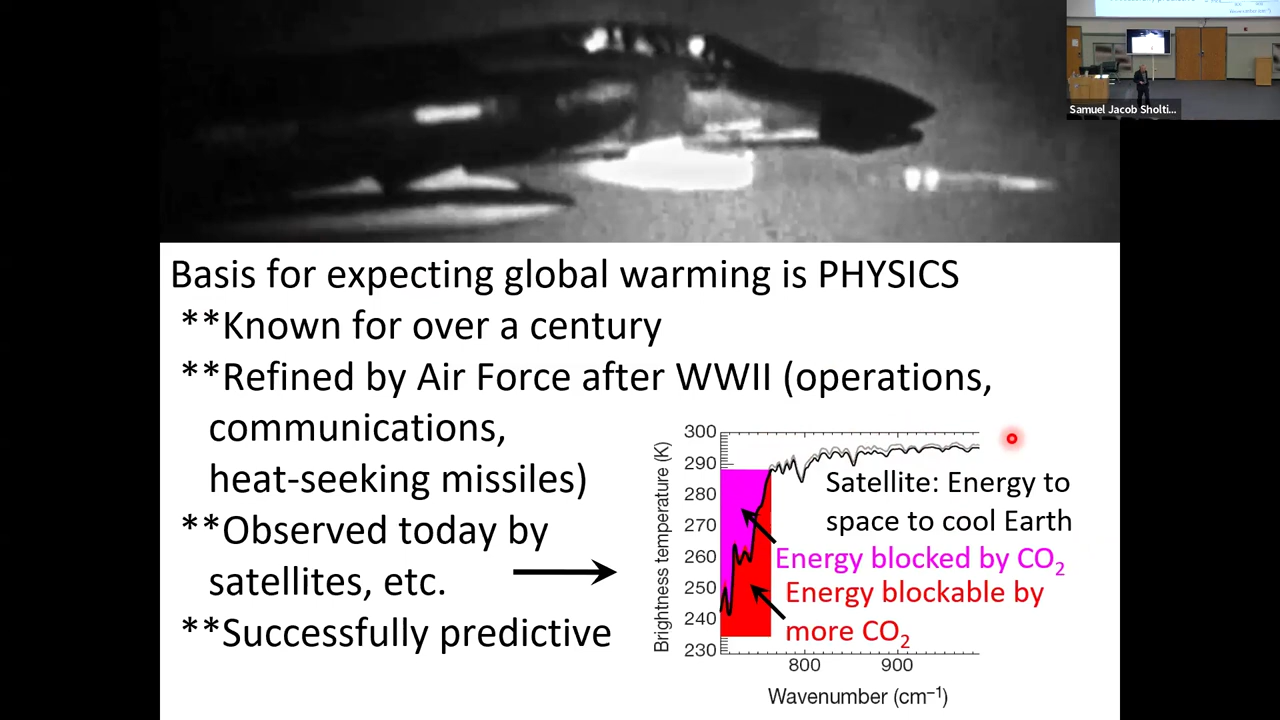 Samuel Jacob Sholti...
Basis for expecting global warming is PHYSICS
**Known for over a century
**Refined by Air Force after WWII (operations,
communications,
heat-seeking missiles)
**Observed today by
satellites, etc.
**Successfully predictive
Brightness temperature (K)
300
290
280
270
260
250
240
230
Satellite: Energy to
space to cool Earth
Energy blocked by CO₂
Energy blockable by
more CO₂
800 900
Wavenumber (cm⁻¹)